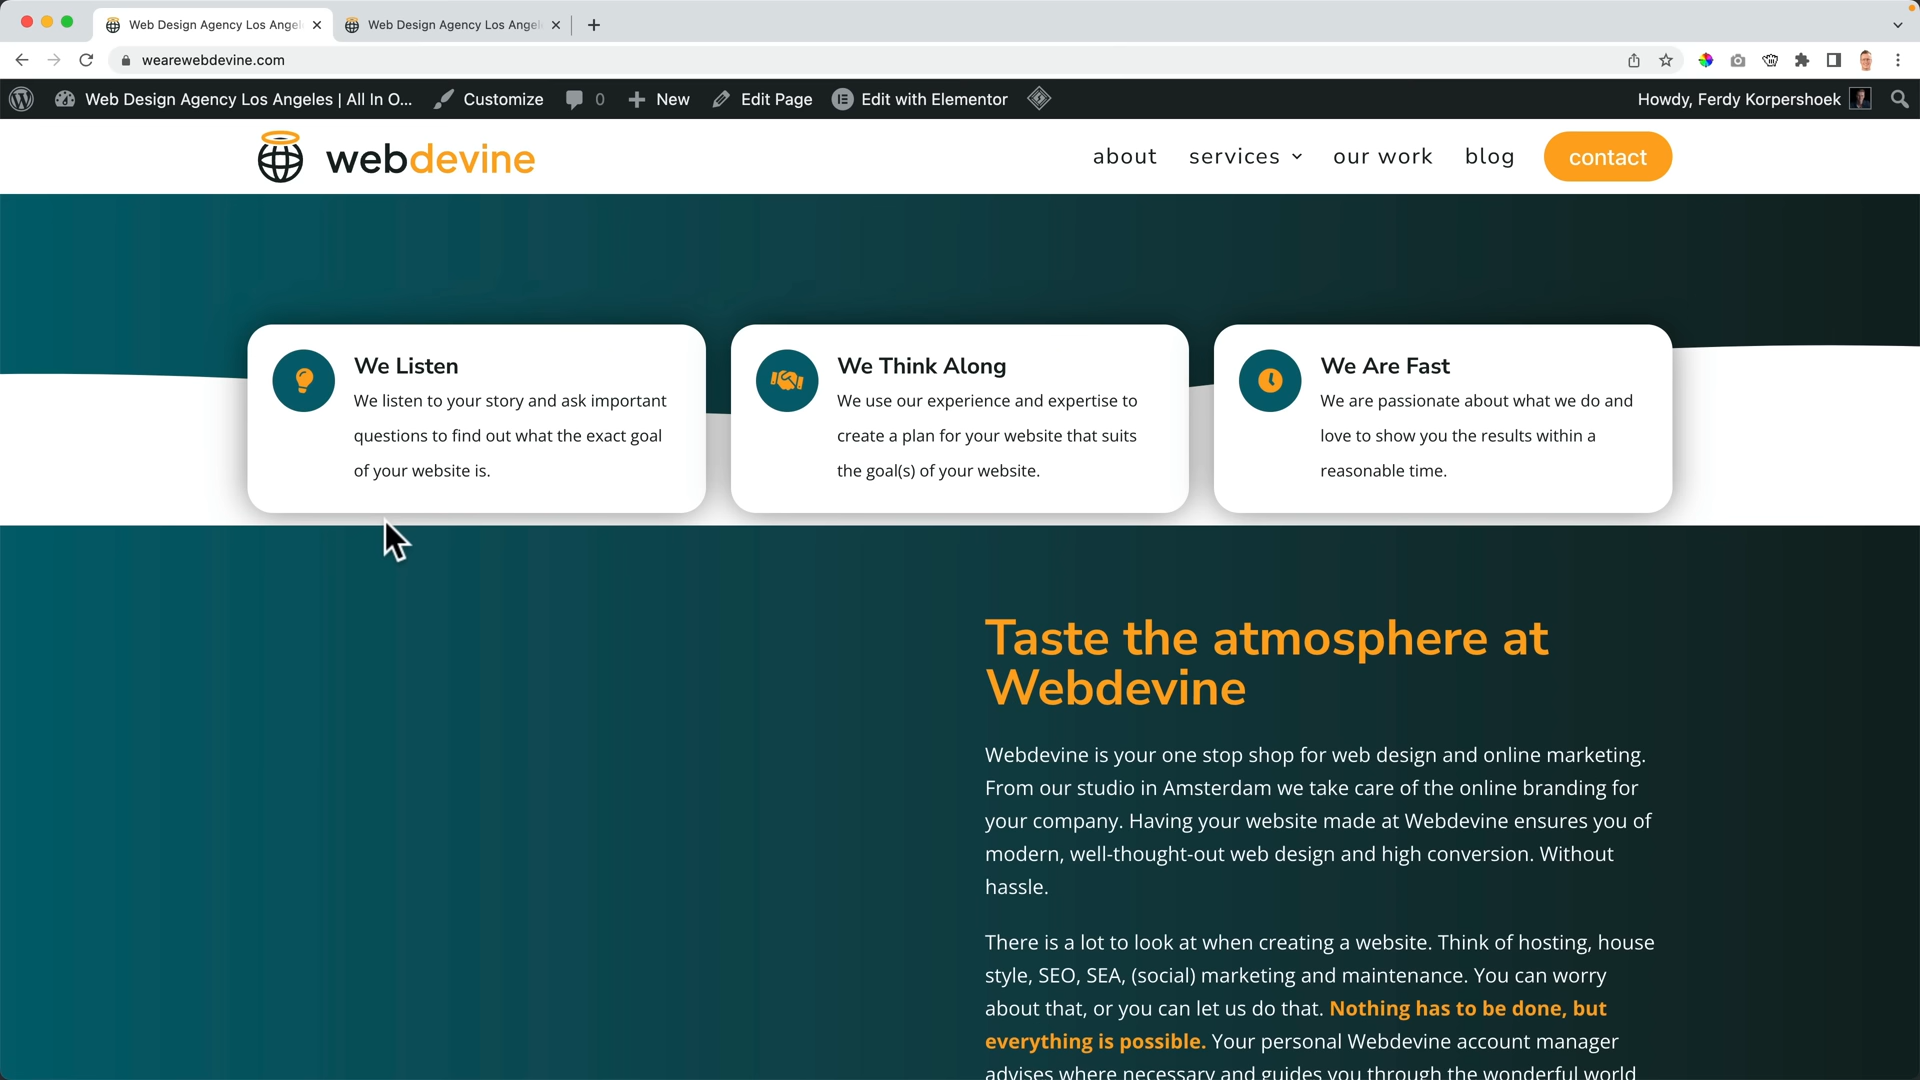 Web Design Agency Los Angel
Web Design Agency Los Angel
wearewebdevine.com
Web Design Agency Los Angeles | All In O...
Customize
0
New
Edit Page
Edit with Elementor
Howdy, Ferdy Korpershoek
webdevine
about
services
our work
blog
contact
We Listen
We listen to your story and ask important
questions to find out what the exact goal
of your website is.
We Think Along
We use our experience and expertise to
create a plan for your website that suits
the goal(s) of your website.
We Are Fast
We are passionate about what we do and
love to show you the results within a
reasonable time.
Taste the atmosphere at
Webdevine
Webdevine is your one stop shop for web design and online marketing.
From our studio in Amsterdam we take care of the online branding for
your company. Having your website made at Webdevine ensures you of
modern, well-thought-out web design and high conversion. Without
hassle.
There is a lot to look at when creating a website. Think of hosting, house
style, SEO, SEA, (social) marketing and maintenance. You can worry
about that, or you can let us do that. Nothing has to be done, but
everything is possible. Your personal Webdevine account manager
advises where necessary and guides you through the wonderful world